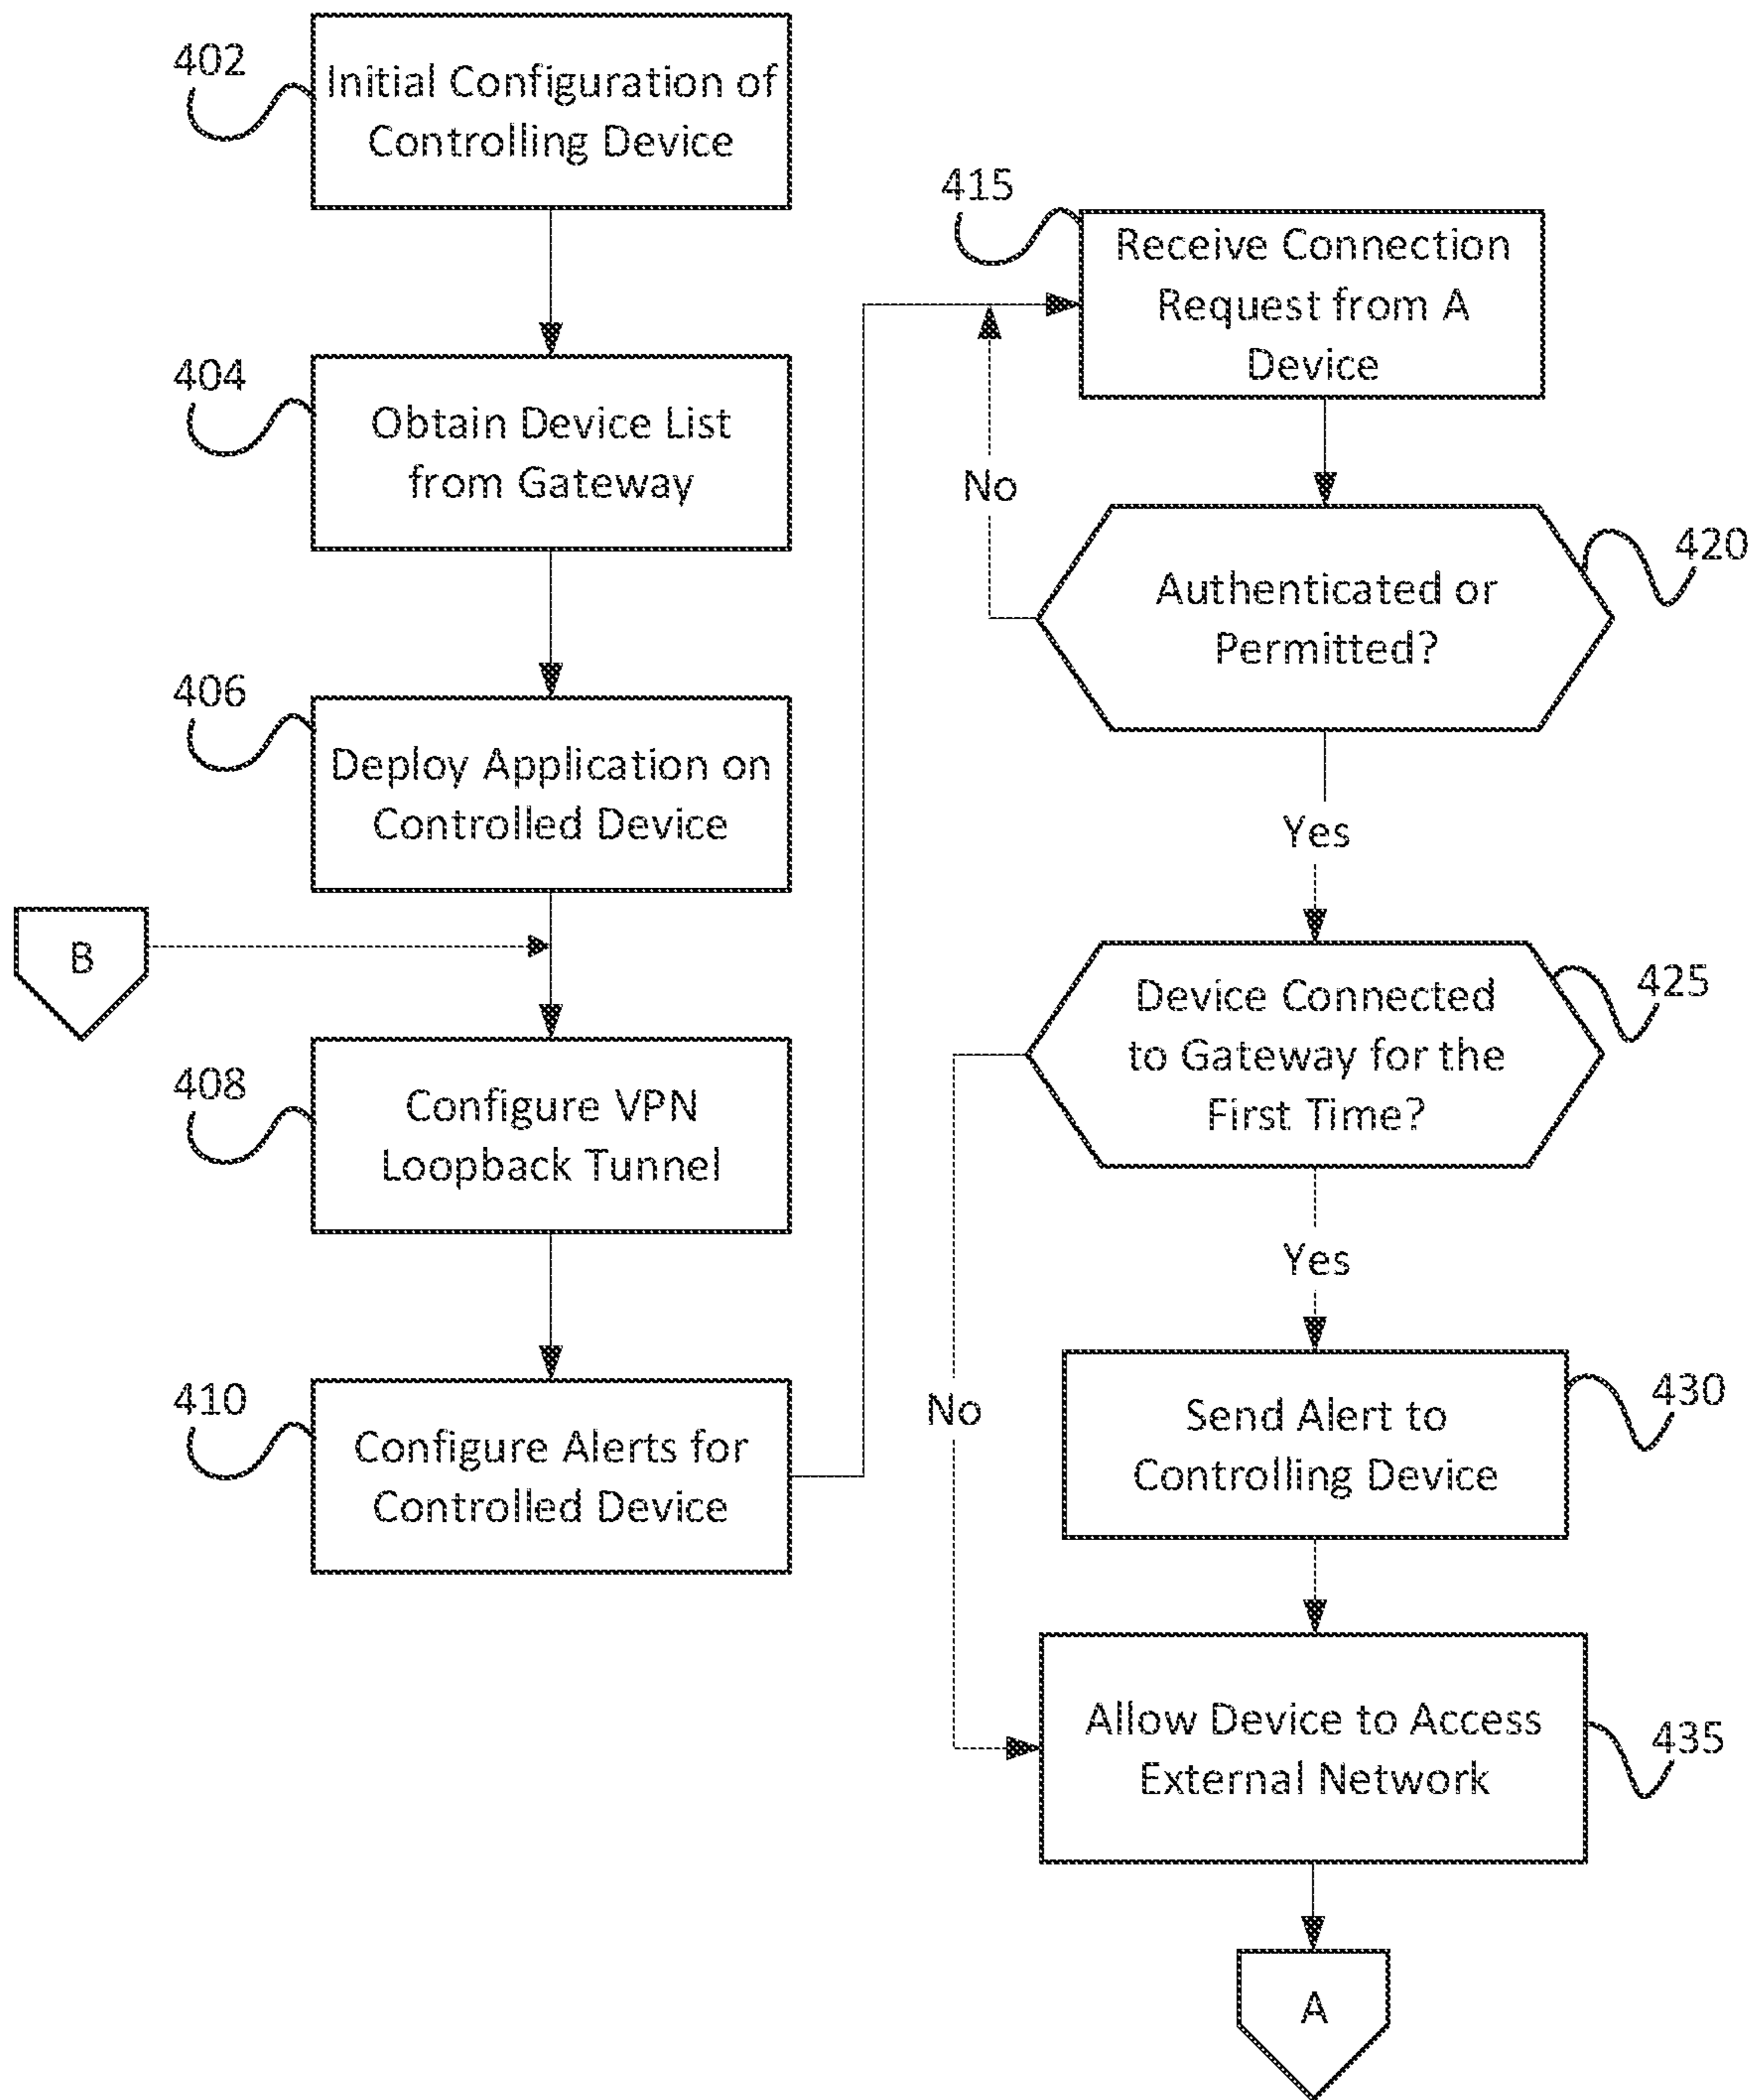 402
Initial Configuration of
Controlling Device
404
Obtain Device List
from Gateway
406
Deploy Application on
Controlled Device
B
408
Configure VPN
Loopback Tunnel
410
Configure Alerts for
Controlled Device
415
Receive Connection
Request from A
Device
No
420
Authenticated or
Permitted?
Yes
425
Device Connected
to Gateway for the
First Time?
Yes
No
430
Send Alert to
Controlling Device
435
Allow Device to Access
External Network
A